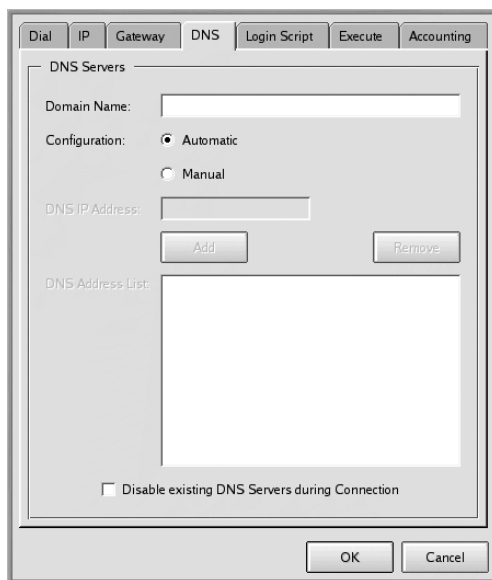 Dial IP Gateway DNS Login Script Execute Accounting
DNS Servers
Domain Name:
Configuration: Automatic
Manual
DNS IP Address:
Add Remove
DNS Address List:
Disable existing DNS Servers during Connection
OK Cancel